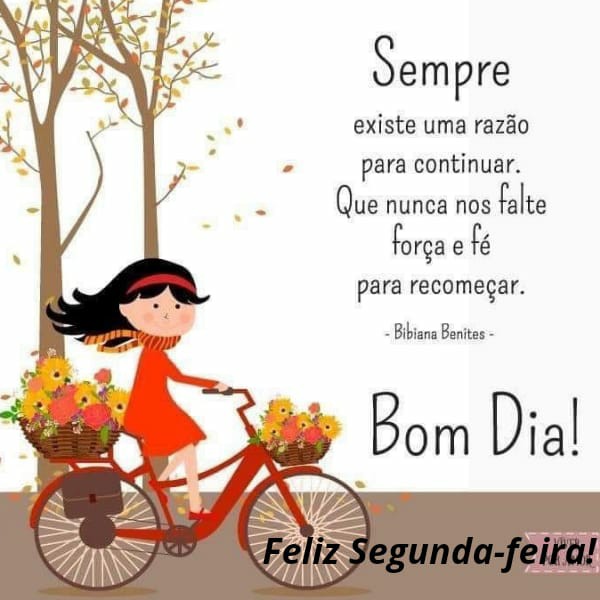 Sempre
existe uma razão
para continuar.
Que nunca nos falte
força e fé
para recomeçar.
- Bibiana Benites -
Bom Dia!
Feliz Segunda-feira!